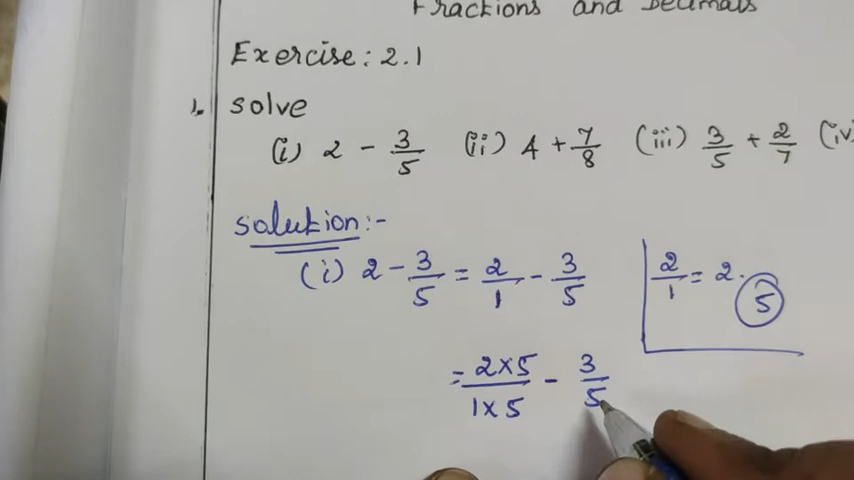 Fractions and Decimals
Exercise: 2.1
1. solve
(i) 2 - 3/5 (ii) 4 + 7/8 (iii) 3/5 + 2/7 (iv)
solution:-
(i) 2 - 3/5 = 2/1 - 3/5
2/1 = 2.
5
= 2×5/1×5 - 3/5